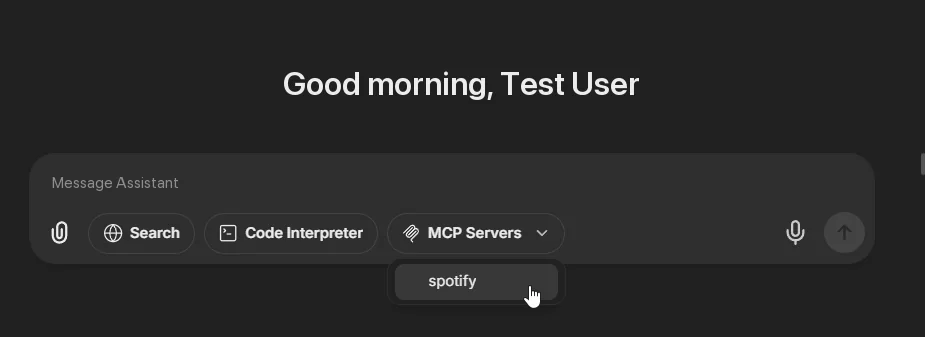 Good morning, Test User
Message Assistant
Search Code Interpreter MCP Servers
spotify